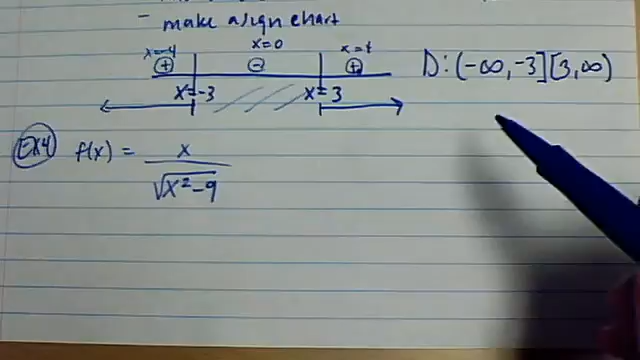 - make a sign chart
x=-4 x=0 x=4
+ - +
x=-3 x=3
D: (-∞, -3][3, ∞)
EX4 f(x) = x / √x²-9